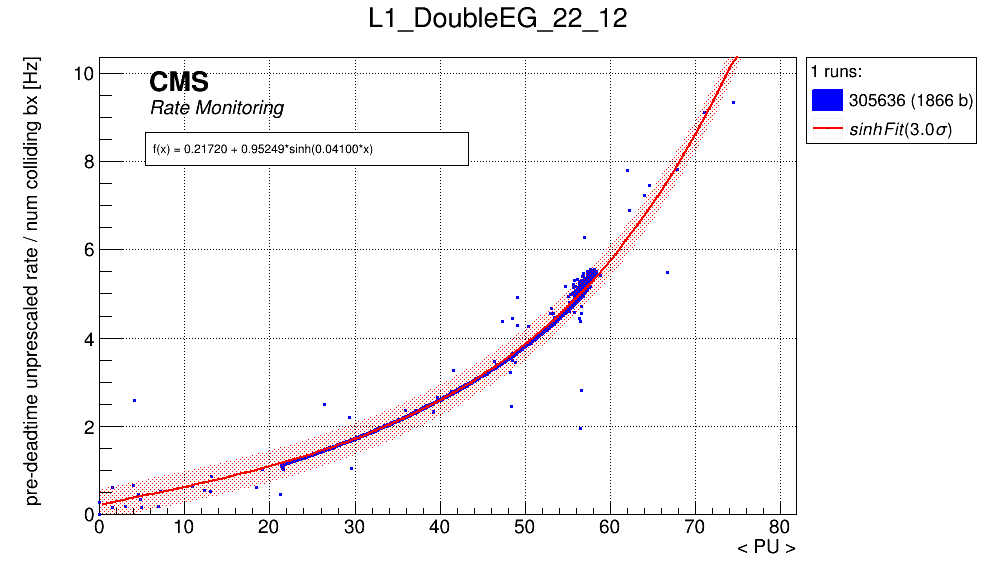 L1_DoubleEG_22_12
pre-deadtime unprescaled rate / num colliding bx [Hz]
CMS
Rate Monitoring
f(x) = 0.21720 + 0.95249*sinh(0.04100*x)
10
8
6
4
2
0
0 10 20 30 40 50 60 70 80
< PU >
1 runs:
305636 (1866 b)
sinhFit(3.0σ)